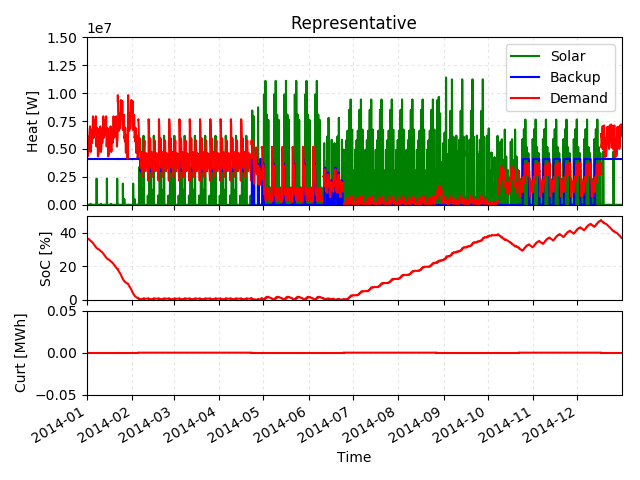 Representative
1e7
1.50
1.25
1.00
0.75
0.50
0.25
0.00
Heat [W]
Solar
Backup
Demand
40
20
0
SoC [%]
0.05
0.00
−0.05
Curt [MWh]
2014-01
2014-02
2014-03
2014-04
2014-05
2014-06
2014-07
2014-08
2014-09
2014-10
2014-11
2014-12
Time